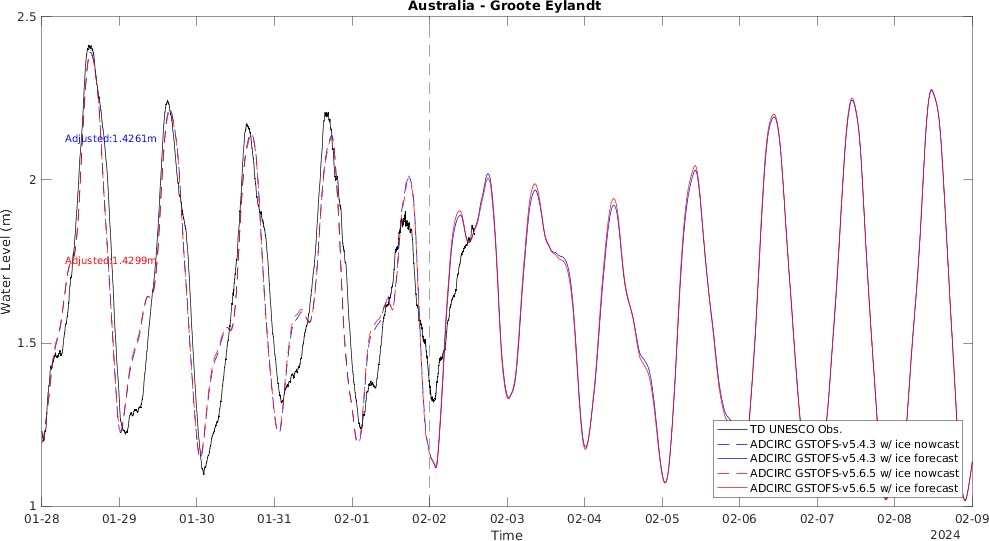 Australia - Groote Eylandt
2.5
Adjusted:1.4261m
2
Water Level (m)
Adjusted:1.4299m
1.5
TD UNESCO Obs.
ADCIRC GSTOFS-v5.4.3 w/ ice nowcast
ADCIRC GSTOFS-v5.4.3 w/ ice forecast
ADCIRC GSTOFS-v5.6.5 w/ ice nowcast
ADCIRC GSTOFS-v5.6.5 w/ ice forecast
1
01-28 01-29 01-30 01-31 02-01 02-02 02-03 02-04 02-05 02-06 02-07 02-08 02-09
Time
2024